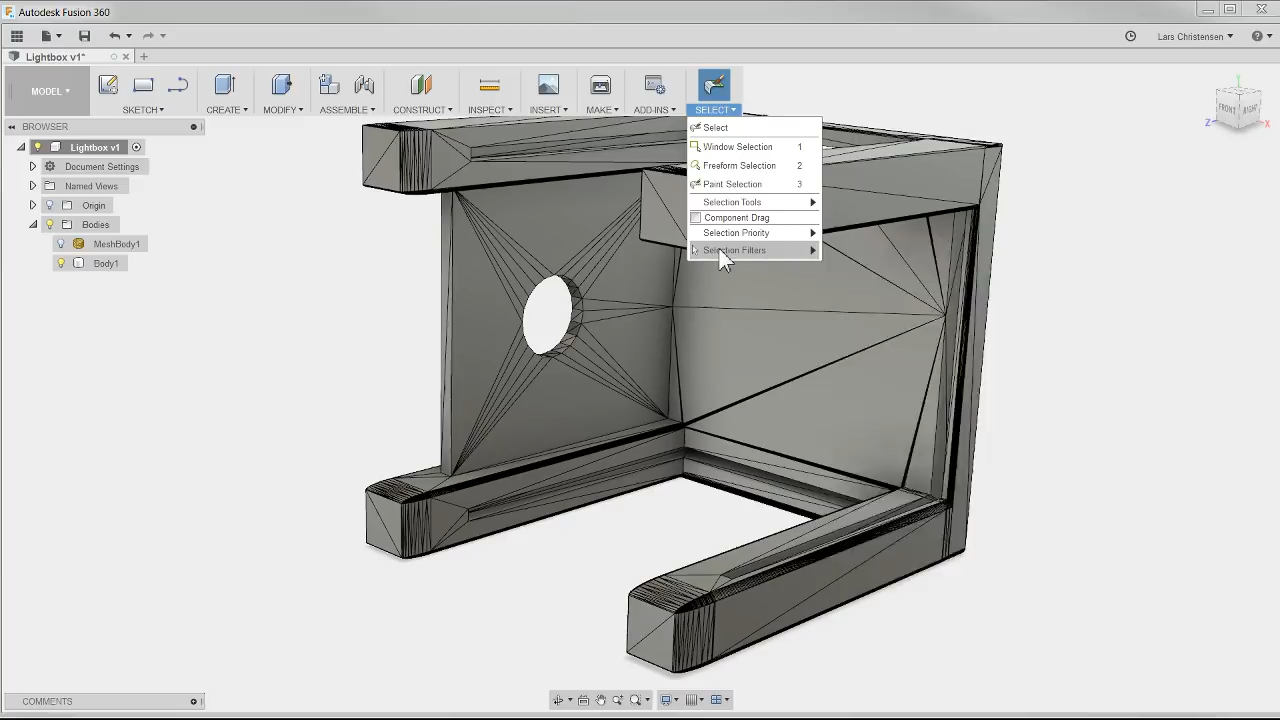 Autodesk Fusion 360
Lars Christensen
Lightbox v1*
MODEL
SKETCH
CREATE
MODIFY
ASSEMBLE
CONSTRUCT
INSPECT
INSERT
MAKE
ADD-INS
SELECT
BROWSER
Lightbox v1
Document Settings
Named Views
Origin
Bodies
MeshBody1
Body1
Select
Window Selection 1
Freeform Selection 2
Paint Selection 3
Selection Tools
Component Drag
Selection Priority
Selection Filters
Y
FRONT
RIGHT
Z
X
COMMENTS